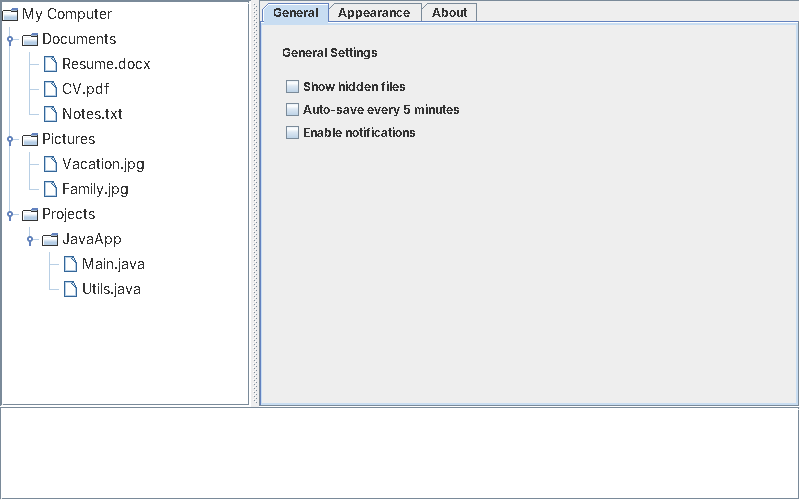 My Computer
Documents
Resume.docx
CV.pdf
Notes.txt
Pictures
Vacation.jpg
Family.jpg
Projects
JavaApp
Main.java
Utils.java
General Appearance About
General Settings
Show hidden files
Auto-save every 5 minutes
Enable notifications